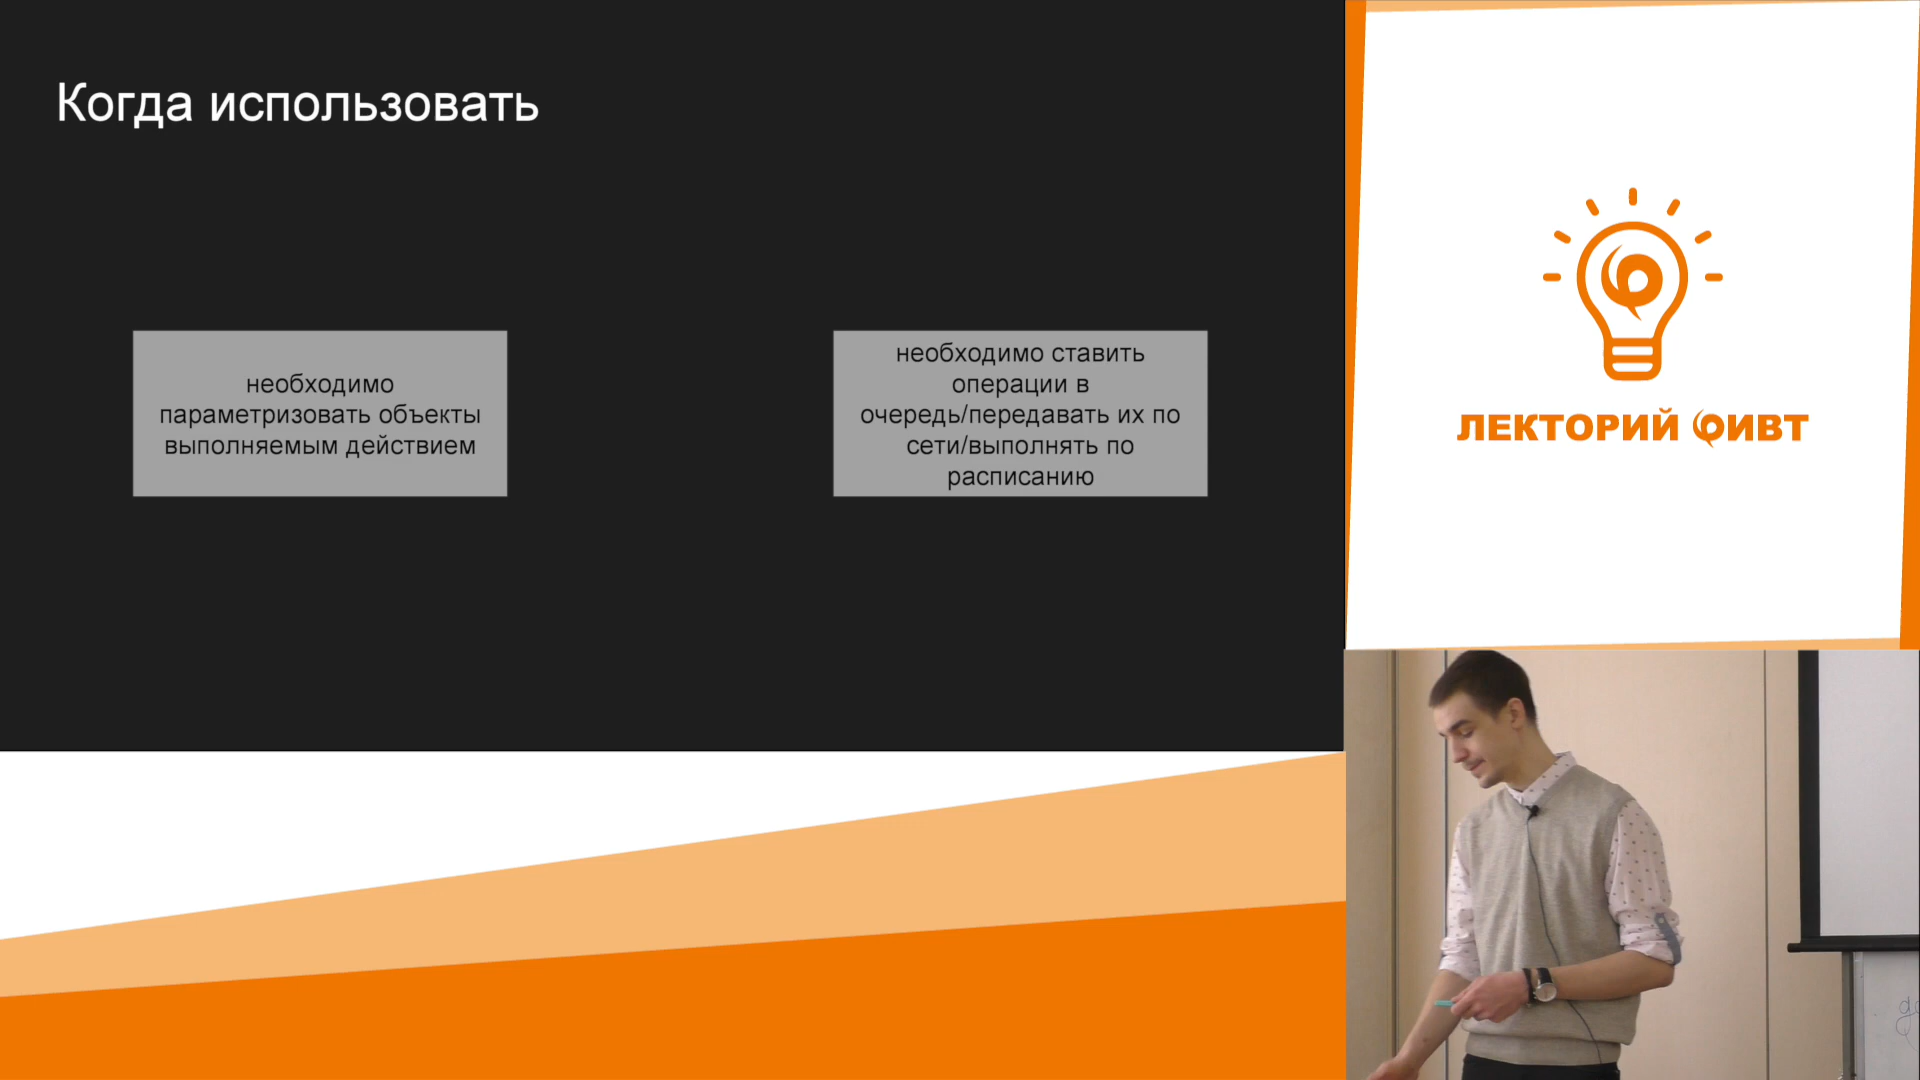 Когда использовать
необходимо
параметризовать объекты
выполняемым действием
необходимо ставить
операции в
очередь/передавать их по
сети/выполнять по
расписанию
ЛЕКТОРИЙ ФИВТ